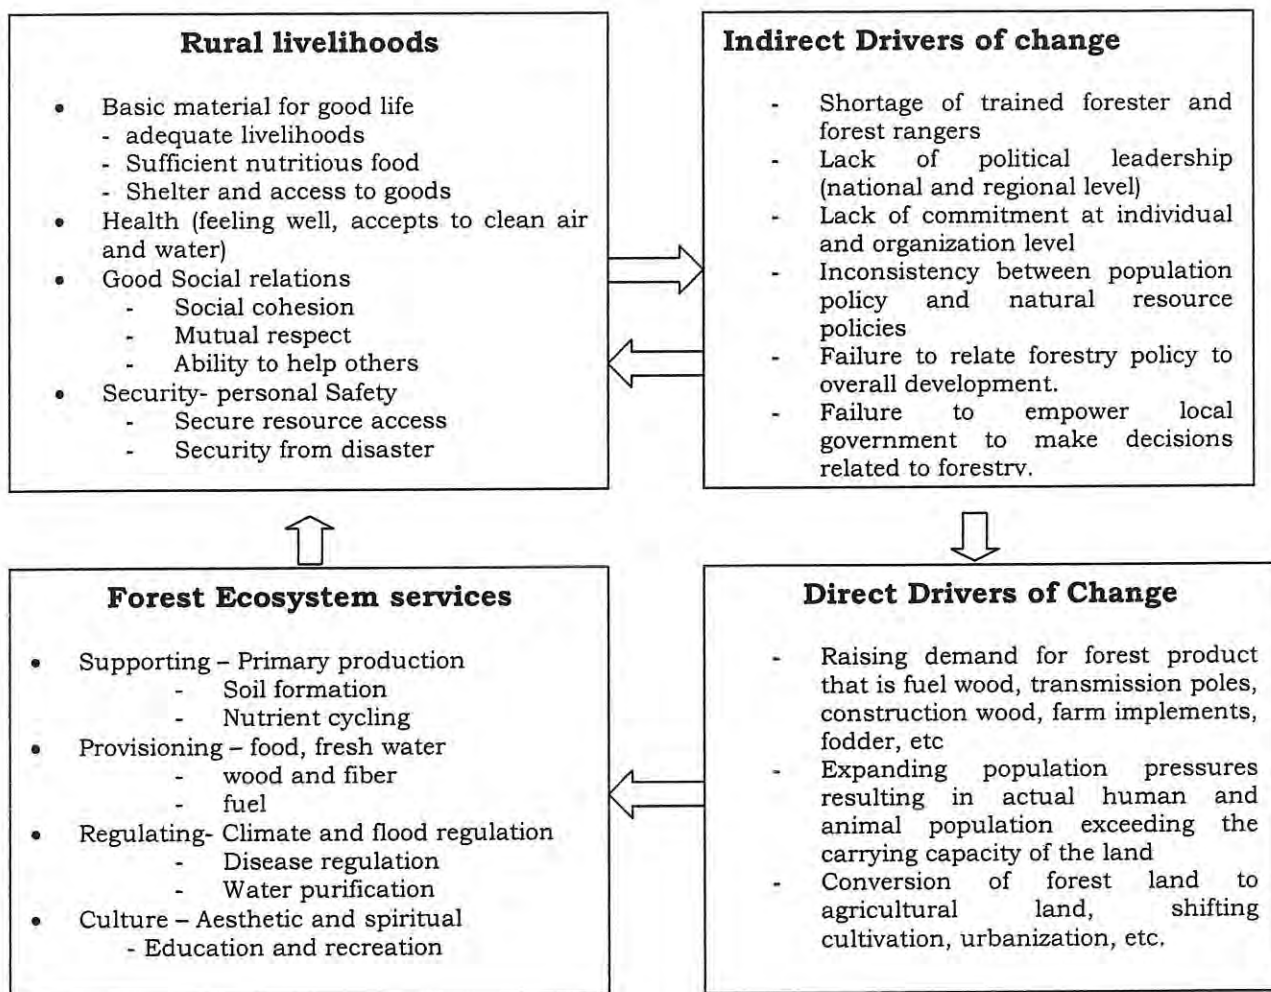 Rural livelihoods
• Basic material for good life
- adequate livelihoods
- Sufficient nutritious food
- Shelter and access to goods
• Health (feeling well, accepts to clean air
and water)
• Good Social relations
- Social cohesion
- Mutual respect
- Ability to help others
• Security- personal Safety
- Secure resource access
- Security from disaster
Indirect Drivers of change
- Shortage of trained forester and
forest rangers
- Lack of political leadership
(national and regional level)
- Lack of commitment at individual
and organization level
- Inconsistency between population
policy and natural resource
policies
- Failure to relate forestry policy to
overall development.
- Failure to empower local
government to make decisions
related to forestry.
Forest Ecosystem services
• Supporting – Primary production
- Soil formation
- Nutrient cycling
• Provisioning – food, fresh water
- wood and fiber
- fuel
• Regulating- Climate and flood regulation
- Disease regulation
- Water purification
• Culture – Aesthetic and spiritual
- Education and recreation
Direct Drivers of Change
- Raising demand for forest product
that is fuel wood, transmission poles,
construction wood, farm implements,
fodder, etc
- Expanding population pressures
resulting in actual human and
animal population exceeding the
carrying capacity of the land
- Conversion of forest land to
agricultural land, shifting
cultivation, urbanization, etc.